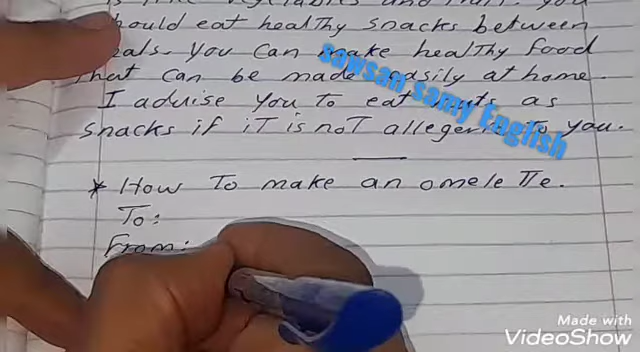 should eat healthy snacks between
meals. You can make healthy food
that can be made easily at home.
I advise you to eat nuts as
snacks if it is not allegeric to you.
* How To make an omelette.
To:
From:
sawsan samy English
Made with
VideoShow